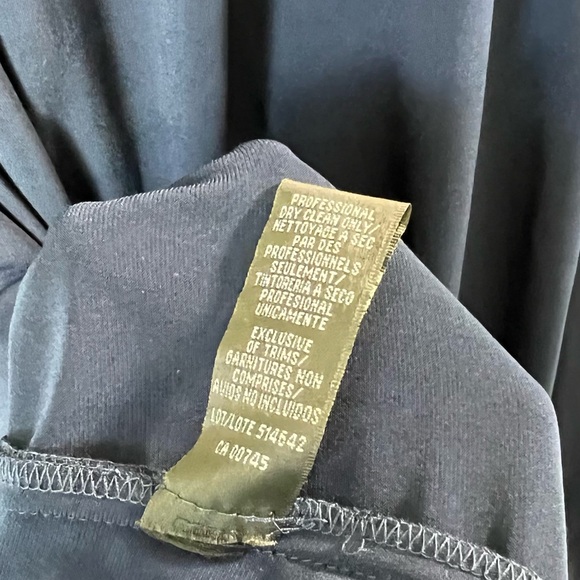 PROFESSIONAL
DRY CLEAN ONLY/
NETTOYAGE A SEC
PAR DES
PROFESSIONNELS
SEULEMENT/
TINTORERIA A SECO
PROFESIONAL
UNICAMENTE
EXCLUSIVE
OF TRIMS/
GARNITURES NON
COMPRISES/
AVIOS NO INCLUIDOS
LOT/LOTE 514642
CA 00745